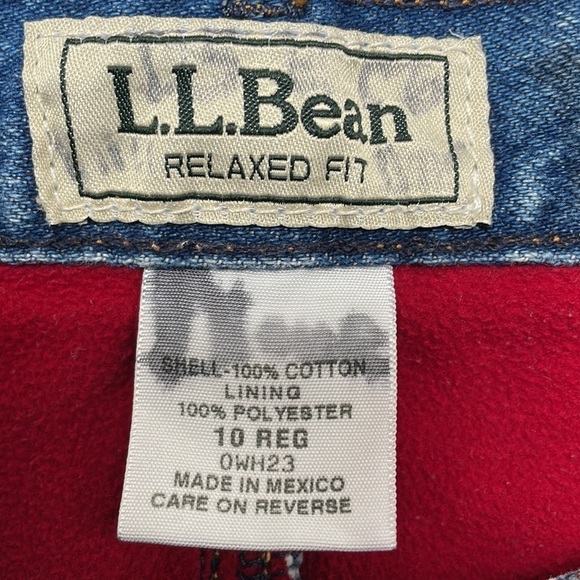 L.L.Bean
RELAXED FIT
SHELL-100% COTTON
LINING
100% POLYESTER
10 REG
0WH23
MADE IN MEXICO
CARE ON REVERSE